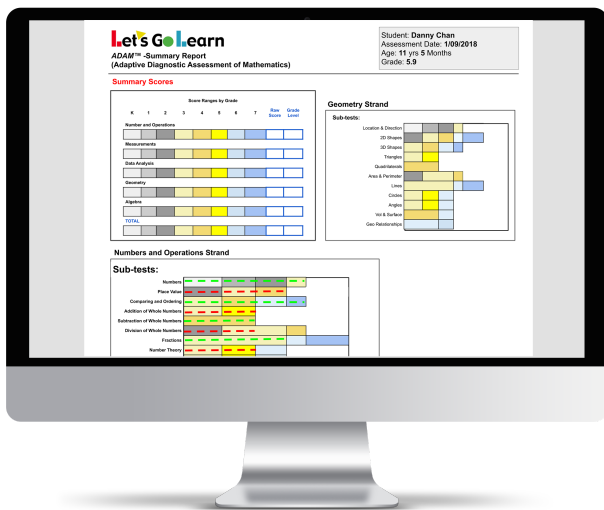 Let's Go Learn
ADAM™ -Summary Report
(Adaptive Diagnostic Assessment of Mathematics)
Student: Danny Chan
Assessment Date: 1/09/2018
Age: 11 yrs 5 Months
Grade: 5.9
Summary Scores
Score Ranges by Grade
K 1 2 3 4 5 6 7 Raw Score Grade Level
Number and Operations
Measurements
Data Analysis
Geometry
Algebra
TOTAL
Geometry Strand
Sub-tests:
Location & Direction
2D Shapes
3D Shapes
Triangles
Quadrilaterals
Area & Perimeter
Lines
Circles
Angles
Vol & Surface
Geo Relationships
Numbers and Operations Strand
Sub-tests:
Numbers
Place Value
Comparing and Ordering
Addition of Whole Numbers
Subtraction of Whole Numbers
Division of Whole Numbers
Fractions
Number Theory